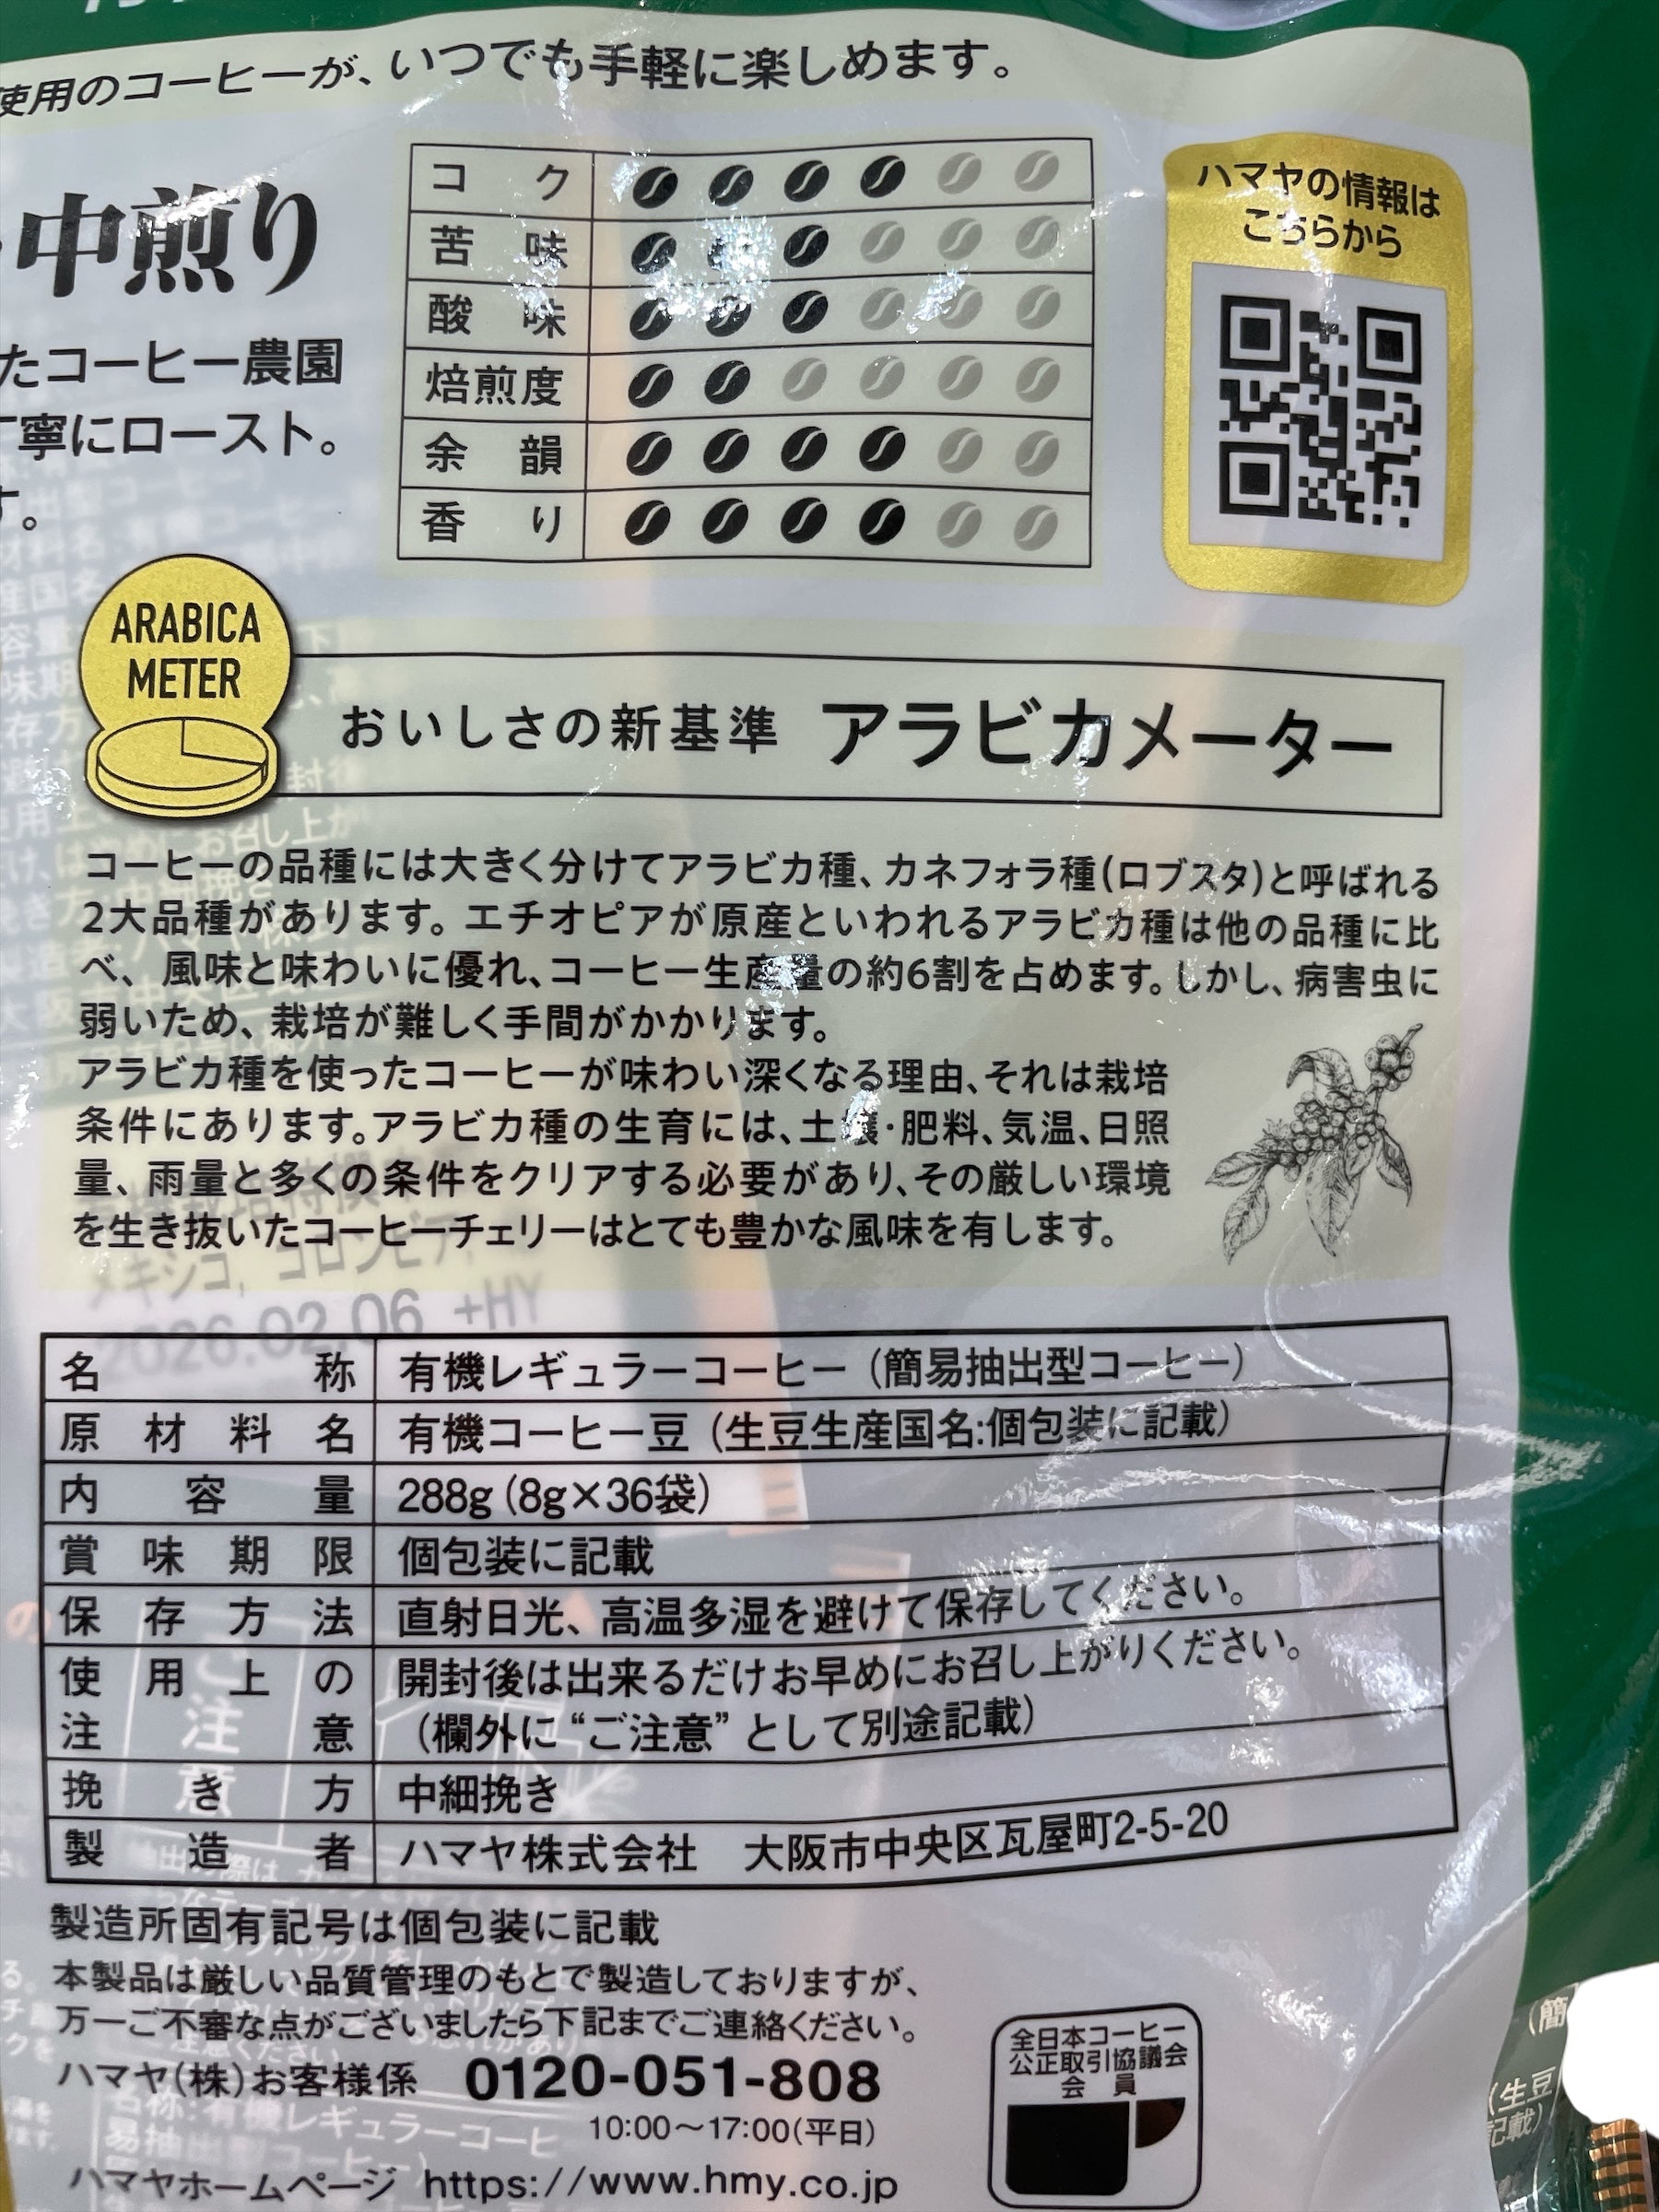 使用のコーヒーが、いつでも手軽に楽しめます。
中煎り
たコーヒー農園
寧にロースト。
す。
コク
苦味
酸味
焙煎度
余韻
香り
ハマヤの情報は
こちらから
ARABICA
METER
おいしさの新基準 アラビカメーター
コーヒーの品種には大きく分けてアラビカ種、カネフォラ種(ロブスタ)と呼ばれる
2大品種があります。エチオピアが原産といわれるアラビカ種は他の品種に比
べ、風味と味わいに優れ、コーヒー生産量の約6割を占めます。しかし、病害虫に
弱いため、栽培が難しく手間がかかります。
アラビカ種を使ったコーヒーが味わい深くなる理由、それは栽培
条件にあります。アラビカ種の生育には、土壌・肥料、気温、日照
量、雨量と多くの条件をクリアする必要があり、その厳しい環境
を生き抜いたコーヒーチェリーはとても豊かな風味を有します。
メキシコ, コロンビア,
2026.02.06 +HY
名称 有機レギュラーコーヒー(簡易抽出型コーヒー)
原材料名 有機コーヒー豆(生豆生産国名:個包装に記載)
内容量 288g(8g×36袋)
賞味期限 個包装に記載
保存方法 直射日光、高温多湿を避けて保存してください。
使用上の 開封後は出来るだけお早めにお召し上がりください。
注意 (欄外に“ご注意”として別途記載)
挽き方 中細挽き
製造者 ハマヤ株式会社 大阪市中央区瓦屋町2-5-20
製造所固有記号は個包装に記載
本製品は厳しい品質管理のもとで製造しておりますが、
万一ご不審な点がございましたら下記までご連絡ください。
ハマヤ(株)お客様係 0120-051-808
10:00〜17:00(平日)
ハマヤホームページ https://www.hmy.co.jp
全日本コーヒー
公正取引協議会
会員
(簡
(生豆
記載)